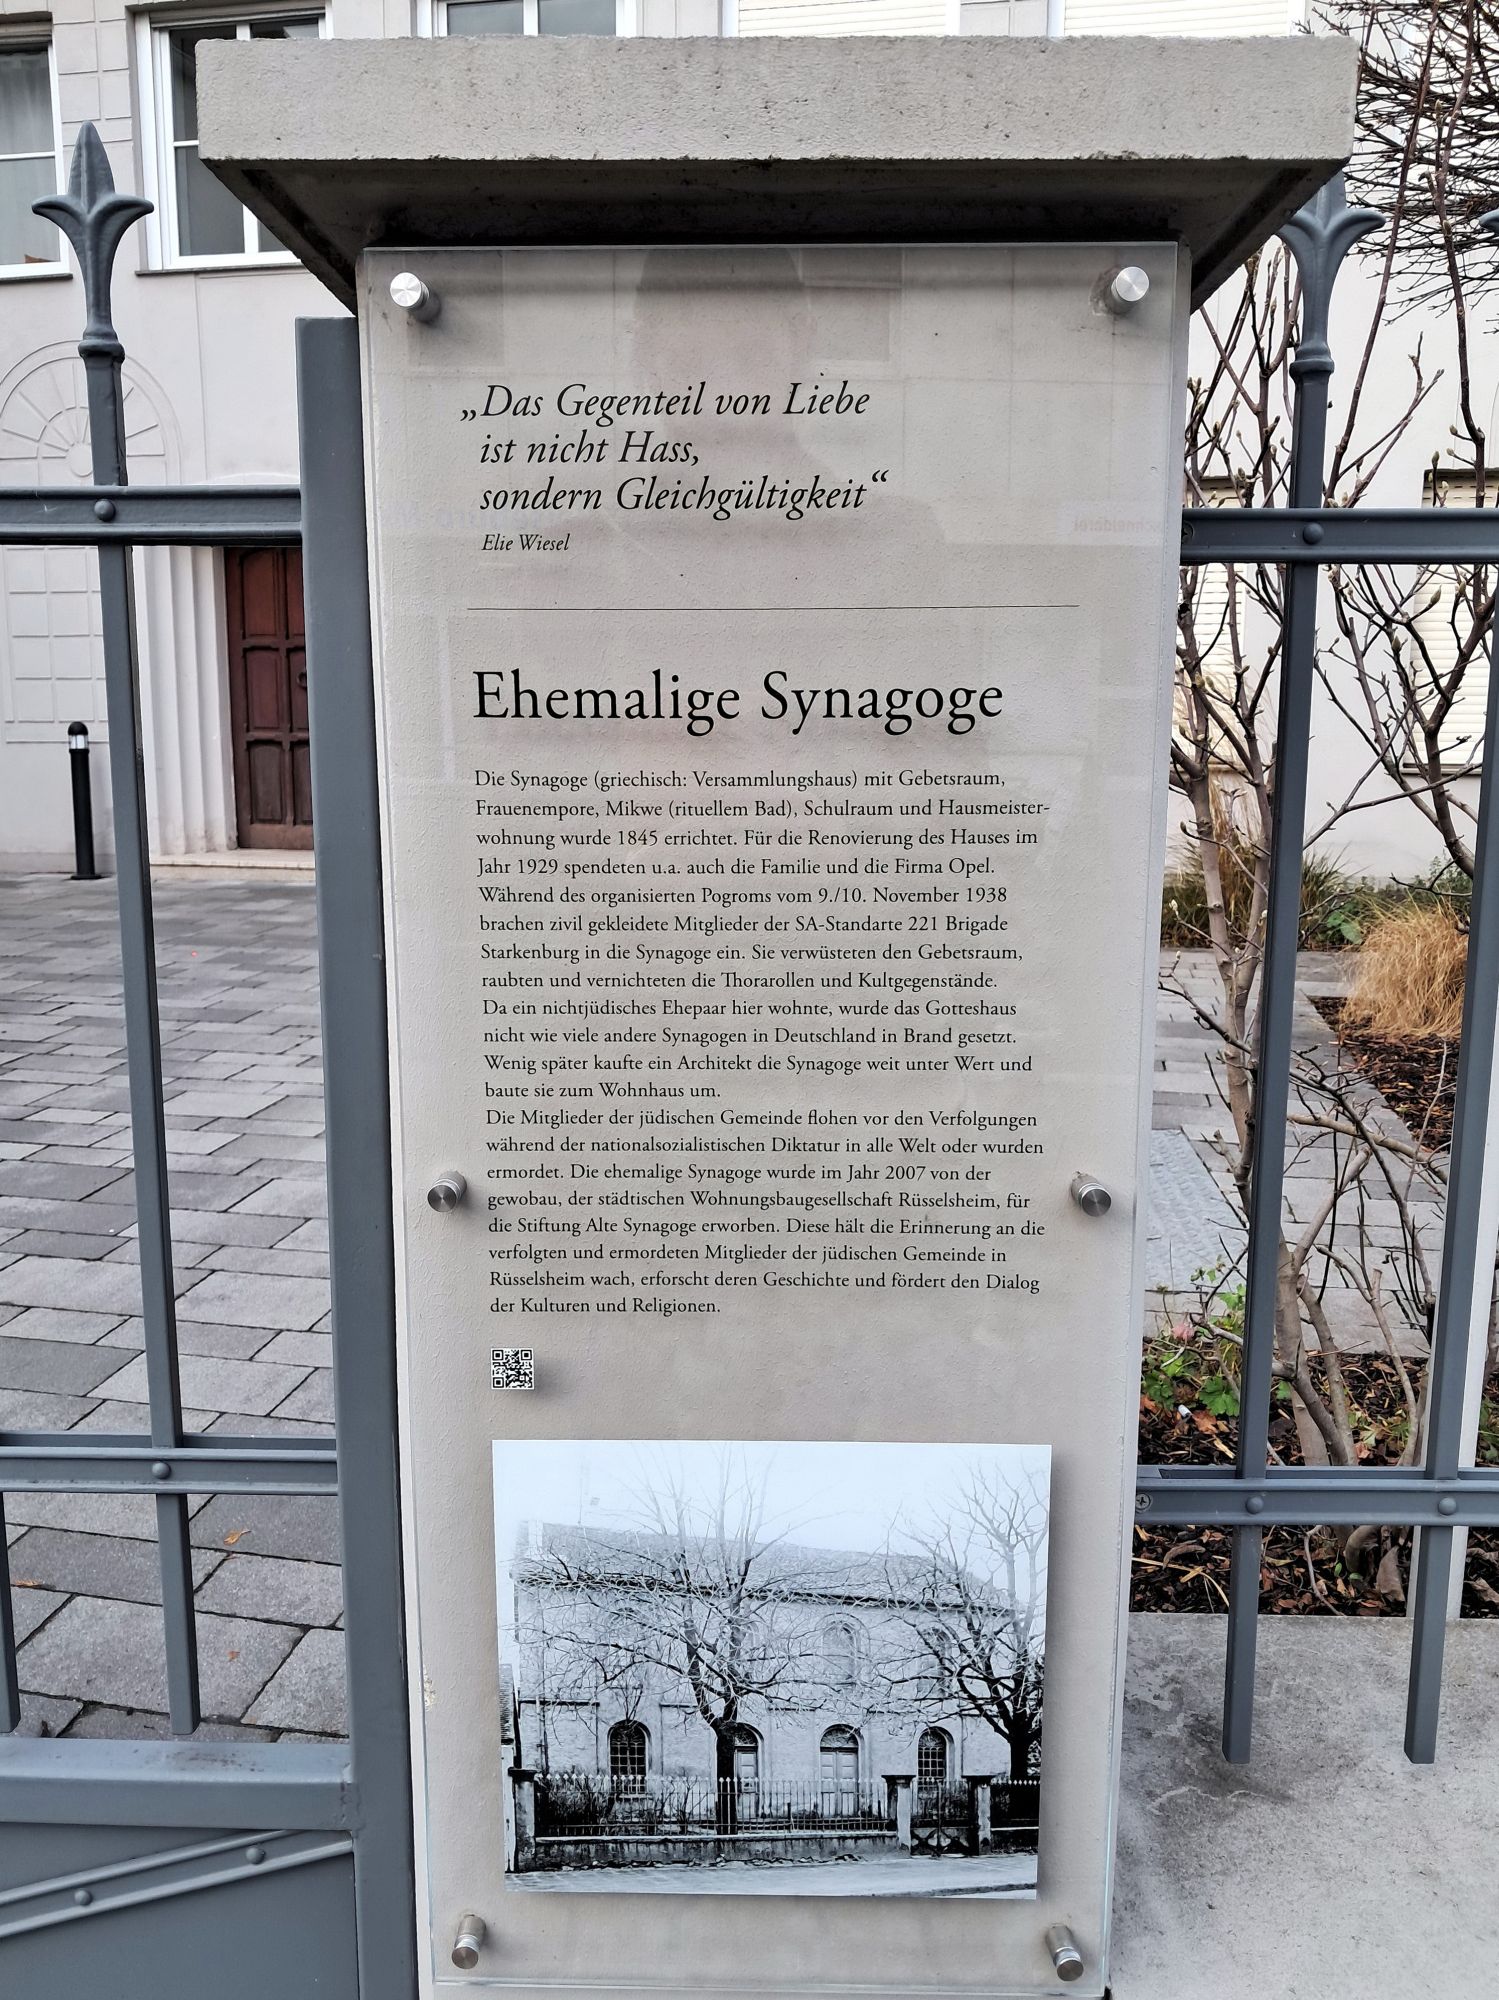 „Das Gegenteil von Liebe
ist nicht Hass,
sondern Gleichgültigkeit“
Elie Wiesel
Ehemalige Synagoge
Die Synagoge (griechisch: Versammlungshaus) mit Gebetsraum,
Frauenempore, Mikwe (rituellem Bad), Schulraum und Hausmeister-
wohnung wurde 1845 errichtet. Für die Renovierung des Hauses im
Jahr 1929 spendeten u.a. auch die Familie und die Firma Opel.
Während des organisierten Pogroms vom 9./10. November 1938
brachen zivil gekleidete Mitglieder der SA-Standarte 221 Brigade
Starkenburg in die Synagoge ein. Sie verwüsteten den Gebetsraum,
raubten und vernichteten die Thorarollen und Kultgegenstände.
Da ein nichtjüdisches Ehepaar hier wohnte, wurde das Gotteshaus
nicht wie viele andere Synagogen in Deutschland in Brand gesetzt.
Wenig später kaufte ein Architekt die Synagoge weit unter Wert und
baute sie zum Wohnhaus um.
Die Mitglieder der jüdischen Gemeinde flohen vor den Verfolgungen
während der nationalsozialistischen Diktatur in alle Welt oder wurden
ermordet. Die ehemalige Synagoge wurde im Jahr 2007 von der
gewobau, der städtischen Wohnungsbaugesellschaft Rüsselsheim, für
die Stiftung Alte Synagoge erworben. Diese hält die Erinnerung an die
verfolgten und ermordeten Mitglieder der jüdischen Gemeinde in
Rüsselsheim wach, erforscht deren Geschichte und fördert den Dialog
der Kulturen und Religionen.